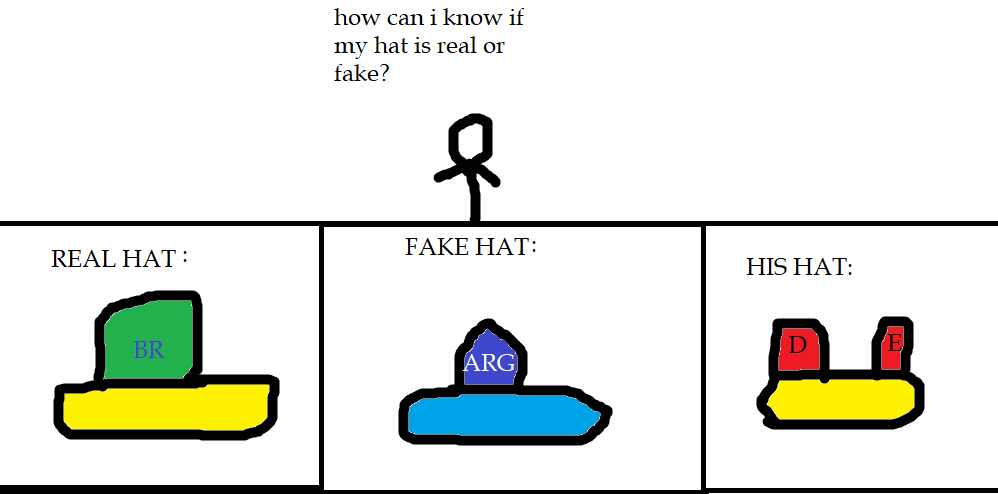 how can i know if
my hat is real or
fake?
REAL HAT :
FAKE HAT:
HIS HAT:
BR
ARG
D
E